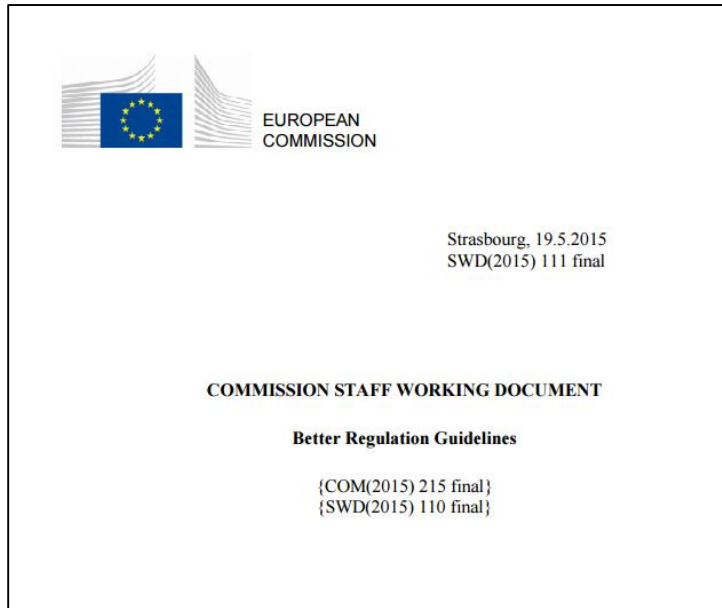 EUROPEAN
COMMISSION
Strasbourg, 19.5.2015
SWD(2015) 111 final
COMMISSION STAFF WORKING DOCUMENT
Better Regulation Guidelines
{COM(2015) 215 final}
{SWD(2015) 110 final}